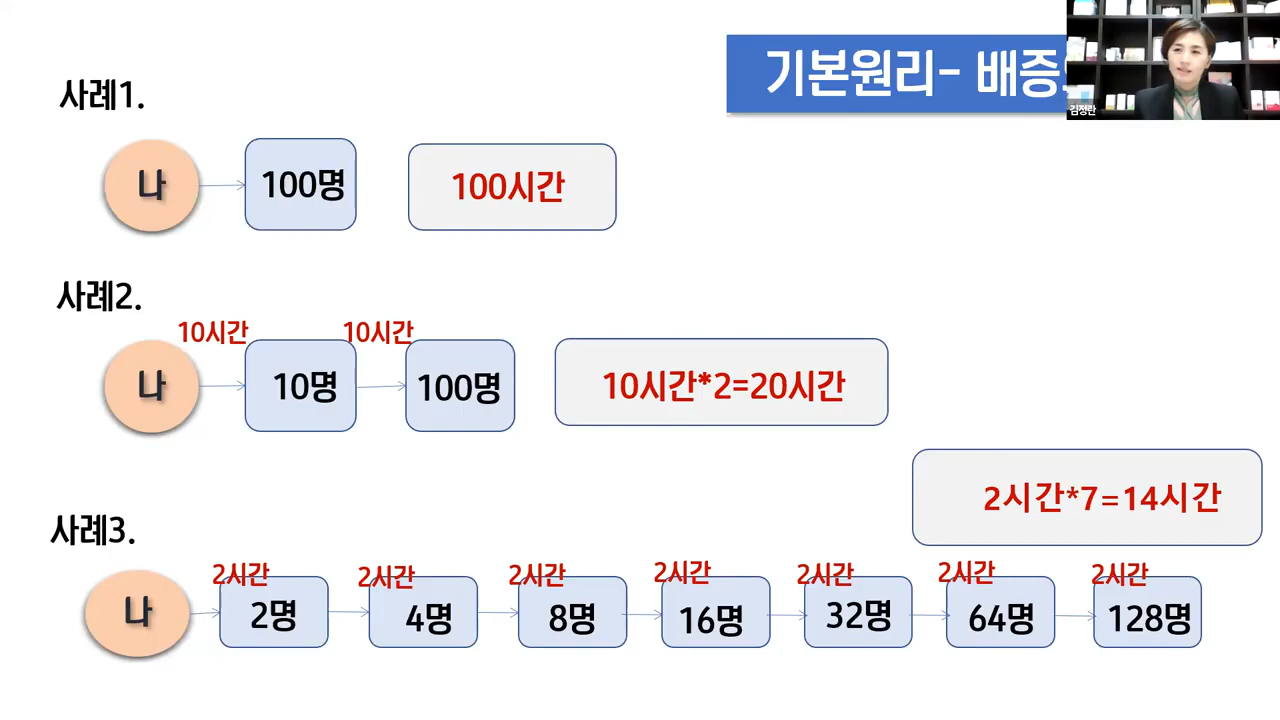 기본원리- 배증
김정란
사례1.
나
100명
100시간
사례2.
10시간
10시간
나
10명
100명
10시간*2=20시간
2시간*7=14시간
사례3.
2시간
2시간
2시간
2시간
2시간
2시간
2시간
나
2명
4명
8명
16명
32명
64명
128명